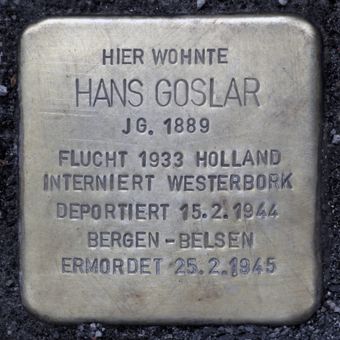 HIER WOHNTE
HANS GOSLAR
JG. 1889
FLUCHT 1933 HOLLAND
INTERNIERT WESTERBORK
DEPORTIERT 15.2.1944
BERGEN-BELSEN
ERMORDET 25.2.1945